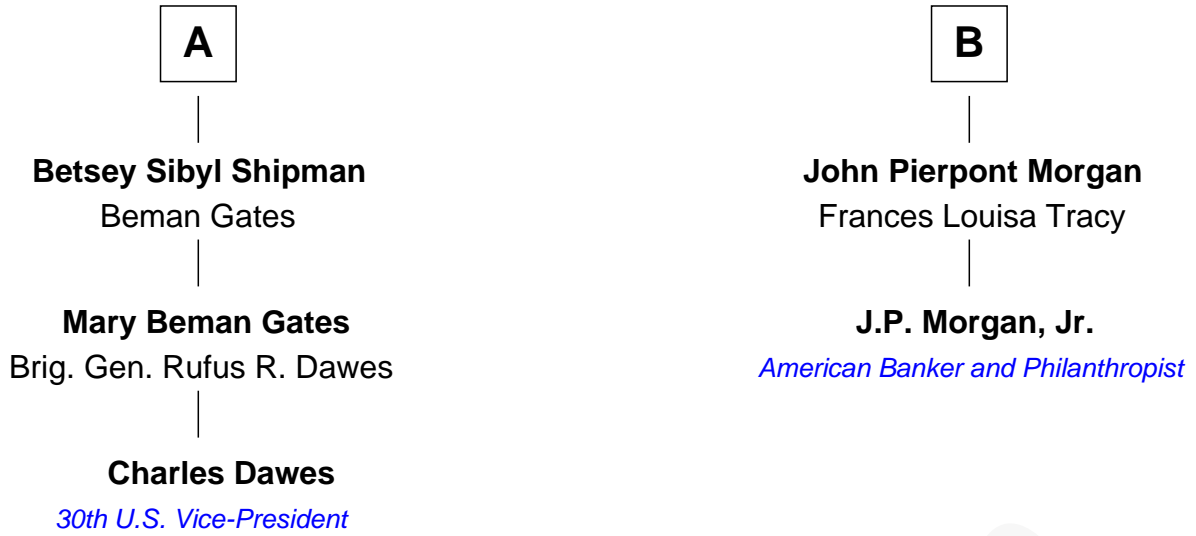 A
Betsey Sibyl Shipman
Beman Gates
Mary Beman Gates
Brig. Gen. Rufus R. Dawes
Charles Dawes
30th U.S. Vice-President
B
John Pierpont Morgan
Frances Louisa Tracy
J.P. Morgan, Jr.
American Banker and Philanthropist